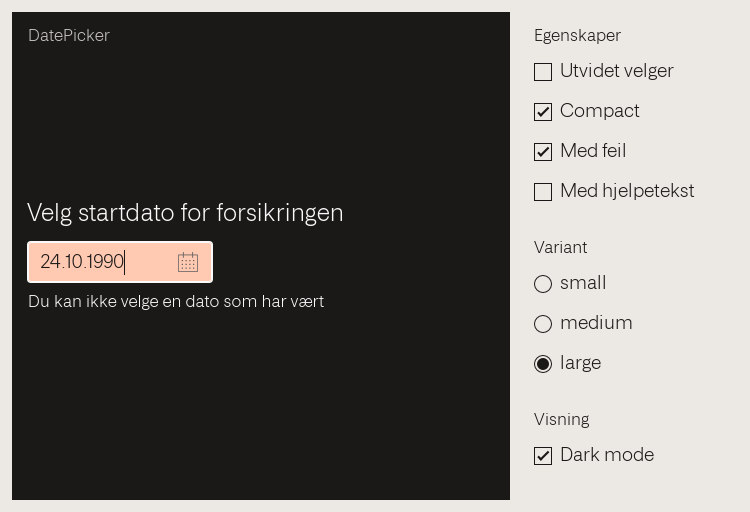 DatePicker
Velg startdato for forsikringen
24.10.1990
Du kan ikke velge en dato som har vært
Egenskaper
Utvidet velger
Compact
Med feil
Med hjelpetekst
Variant
small
medium
large
Visning
Dark mode